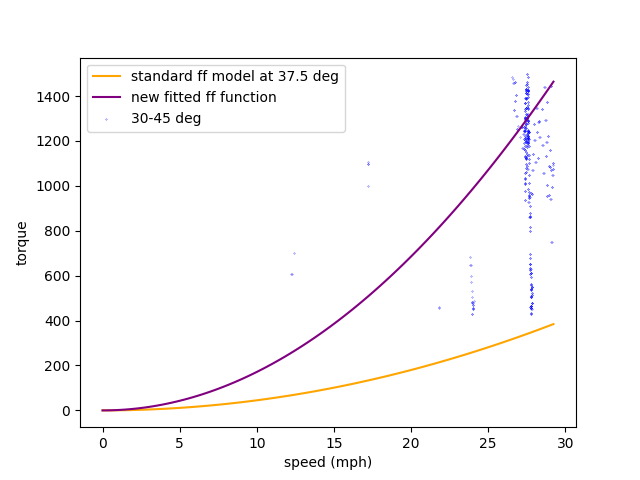 standard ff model at 37.5 deg
new fitted ff function
30-45 deg
1400
1200
1000
800
600
400
200
0
torque
0 5 10 15 20 25 30
speed (mph)